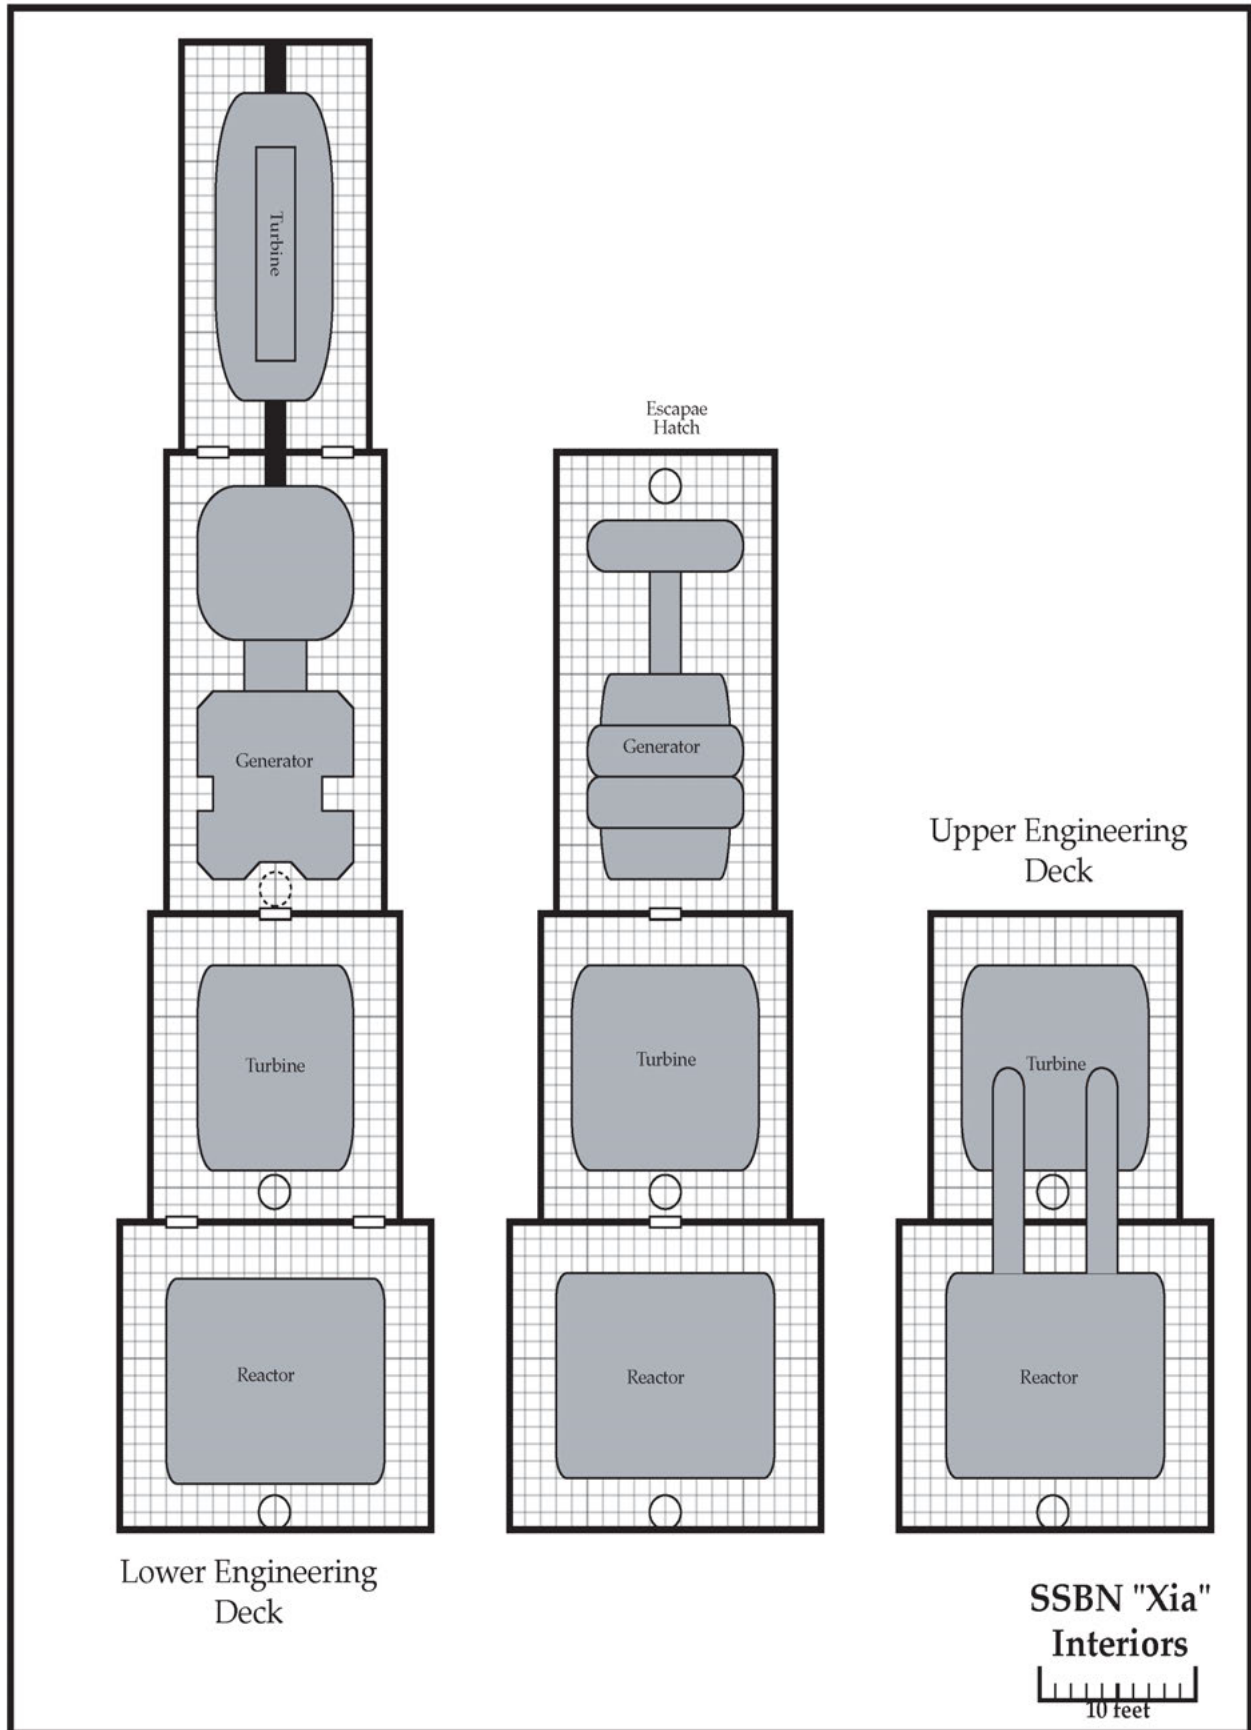 Turbine
Escapae
Hatch
Generator
Generator
Upper Engineering
Deck
Turbine
Turbine
Turbine
Reactor
Reactor
Reactor
Lower Engineering
Deck
SSBN "Xia"
Interiors
10 feet